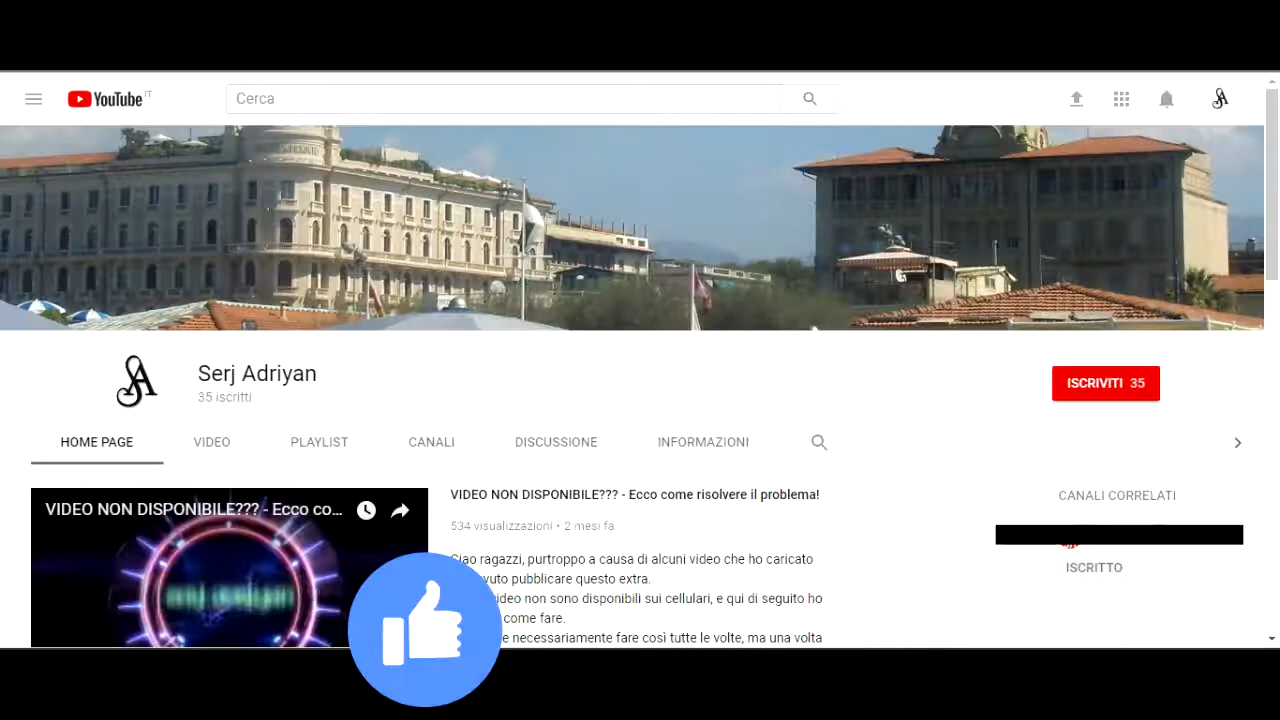 YouTube IT
Cerca
Serj Adriyan
35 iscritti
ISCRIVITI 35
HOME PAGE
VIDEO
PLAYLIST
CANALI
DISCUSSIONE
INFORMAZIONI
VIDEO NON DISPONIBILE??? - Ecco co...
VIDEO NON DISPONIBILE??? - Ecco come risolvere il problema!
534 visualizzazioni • 2 mesi fa
Ciao ragazzi, purtroppo a causa di alcuni video che ho caricato
vuto pubblicare questo extra.
ideo non sono disponibili sui cellulari, e qui di seguito ho
come fare.
e necessariamente fare così tutte le volte, ma una volta
CANALI CORRELATI
ISCRITTO